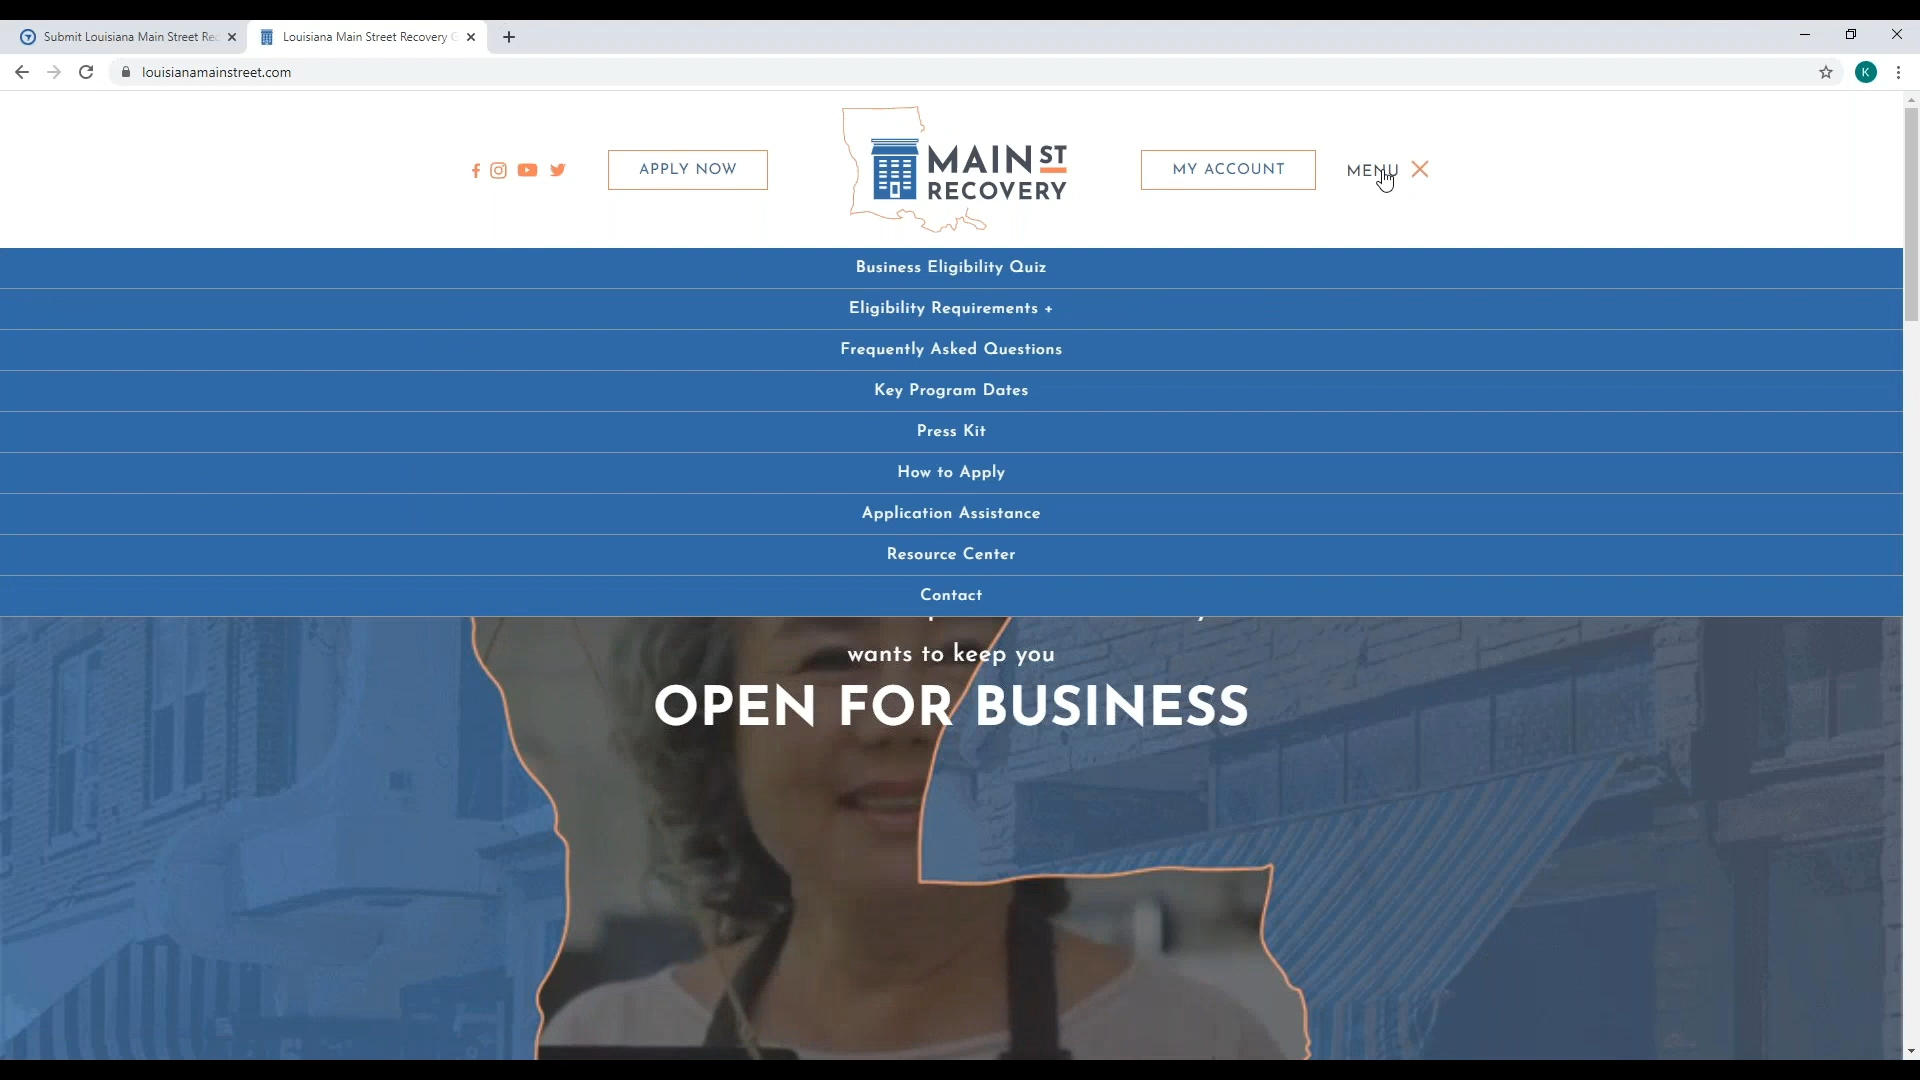 Submit Louisiana Main Street Rec
Louisiana Main Street Recovery G
louisianamainstreet.com
K
APPLY NOW
MAIN ST
RECOVERY
MY ACCOUNT
MENU
Business Eligibility Quiz
Eligibility Requirements +
Frequently Asked Questions
Key Program Dates
Press Kit
How to Apply
Application Assistance
Resource Center
Contact
wants to keep you
OPEN FOR BUSINESS